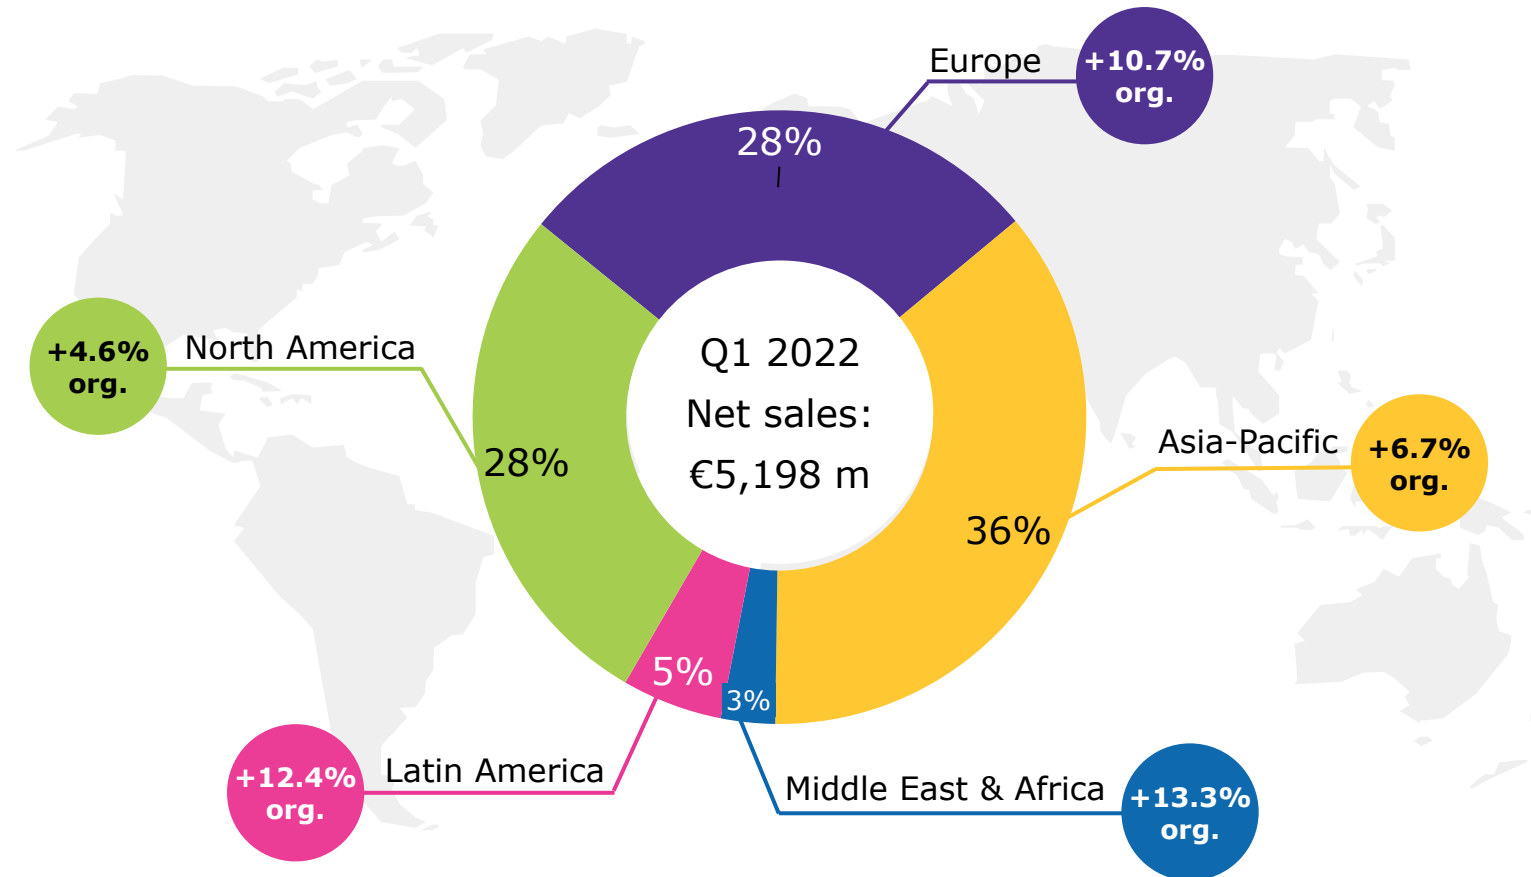 Europe
+10.7%
org.
28%
+4.6%
org.
North America
Q1 2022
Net sales:
€5,198 m
28%
Asia-Pacific
+6.7%
org.
36%
5%
3%
+12.4%
org.
Latin America
Middle East & Africa
+13.3%
org.